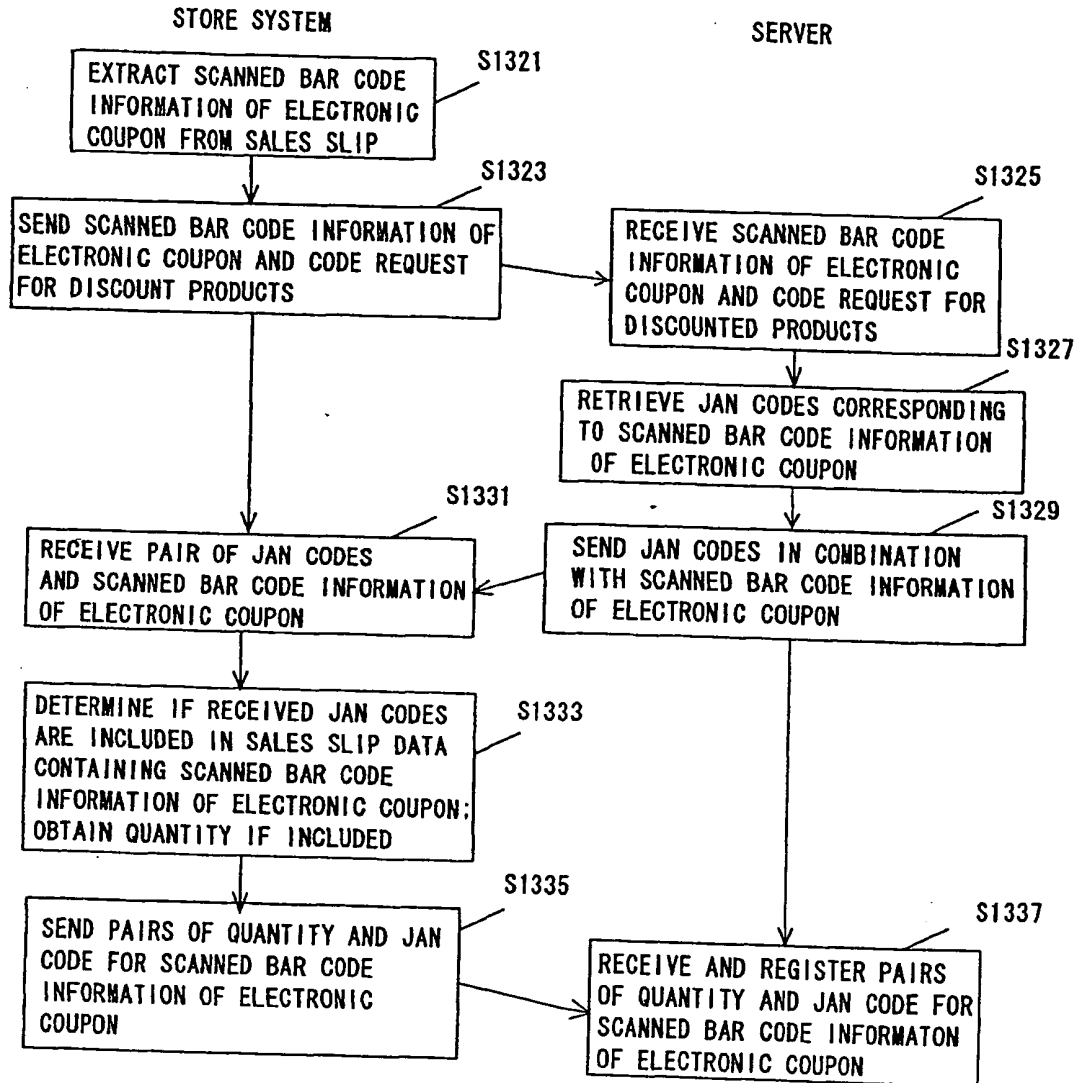 STORE SYSTEM
SERVER
S1321
EXTRACT SCANNED BAR CODE
INFORMATION OF ELECTRONIC
COUPON FROM SALES SLIP
S1323
SEND SCANNED BAR CODE INFORMATION OF
ELECTRONIC COUPON AND CODE REQUEST
FOR DISCOUNT PRODUCTS
S1325
RECEIVE SCANNED BAR CODE
INFORMATION OF ELECTRONIC
COUPON AND CODE REQUEST FOR
DISCOUNTED PRODUCTS
S1327
RETRIEVE JAN CODES CORRESPONDING
TO SCANNED BAR CODE INFORMATION
OF ELECTRONIC COUPON
S1329
SEND JAN CODES IN COMBINATION
WITH SCANNED BAR CODE INFORMATION
OF ELECTRONIC COUPON
S1331
RECEIVE PAIR OF JAN CODES
AND SCANNED BAR CODE INFORMATION
OF ELECTRONIC COUPON
S1333
DETERMINE IF RECEIVED JAN CODES
ARE INCLUDED IN SALES SLIP DATA
CONTAINING SCANNED BAR CODE
INFORMATION OF ELECTRONIC COUPON;
OBTAIN QUANTITY IF INCLUDED
S1335
SEND PAIRS OF QUANTITY AND JAN
CODE FOR SCANNED BAR CODE
INFORMATION OF ELECTRONIC
COUPON
S1337
RECEIVE AND REGISTER PAIRS
OF QUANTITY AND JAN CODE FOR
SCANNED BAR CODE INFORMATON
OF ELECTRONIC COUPON